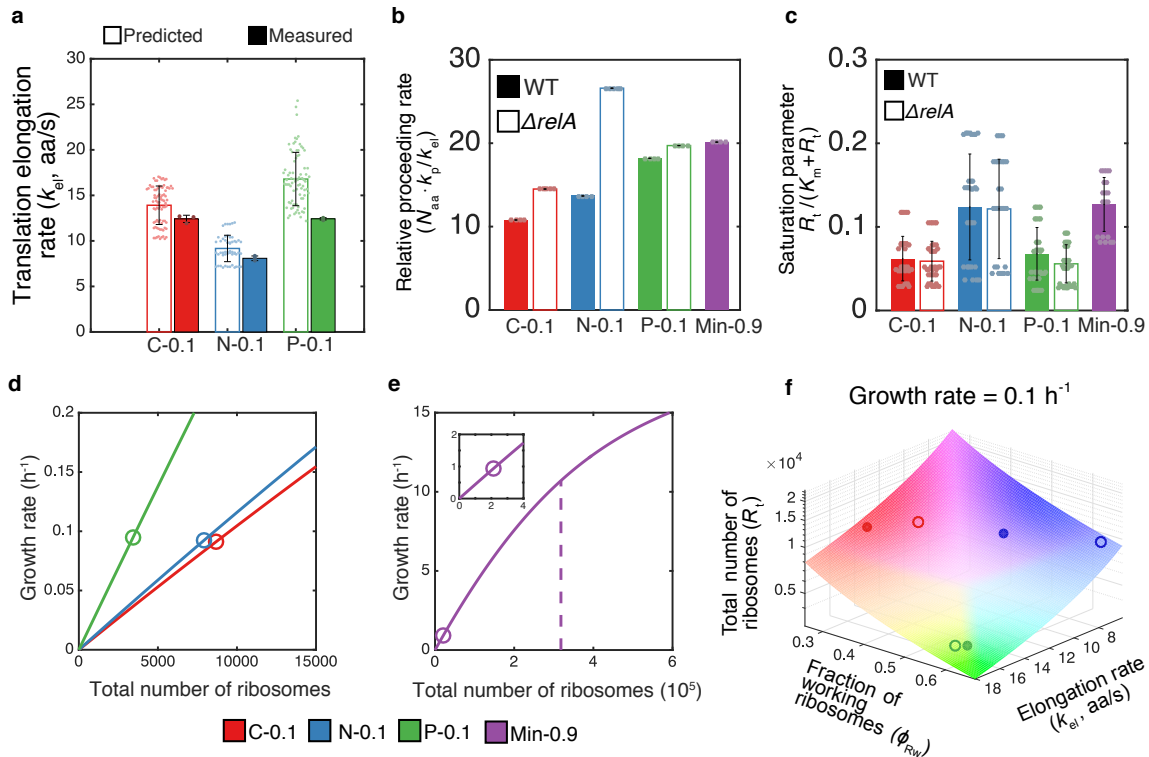 a
Predicted
Measured
Translation elongation
rate (kel, aa/s)
30
25
20
15
10
5
0
C-0.1
N-0.1
P-0.1
b
WT
ΔrelA
Relative proceeding rate
(Naa · kp/kel)
30
20
10
0
C-0.1
N-0.1
P-0.1
Min-0.9
c
WT
ΔrelA
Saturation parameter
Rt/(Km+Rt)
0.3
0.2
0.1
0
C-0.1
N-0.1
P-0.1
Min-0.9
d
Growth rate (h-1)
0.2
0.15
0.1
0.05
0
0
5000
10000
15000
Total number of ribosomes
e
Growth rate (h-1)
15
10
5
0
2
1
0
0
2
4
0
2
4
6
Total number of ribosomes (10⁵)
f
Growth rate = 0.1 h-1
× 10⁴
2
1.5
1
0.5
Total number of
ribosomes (Rt)
0.3
0.4
0.5
0.6
Fraction of
working
ribosomes (ϕRw)
18
16
14
12
10
8
Elongation rate
(kel, aa/s)
C-0.1
N-0.1
P-0.1
Min-0.9